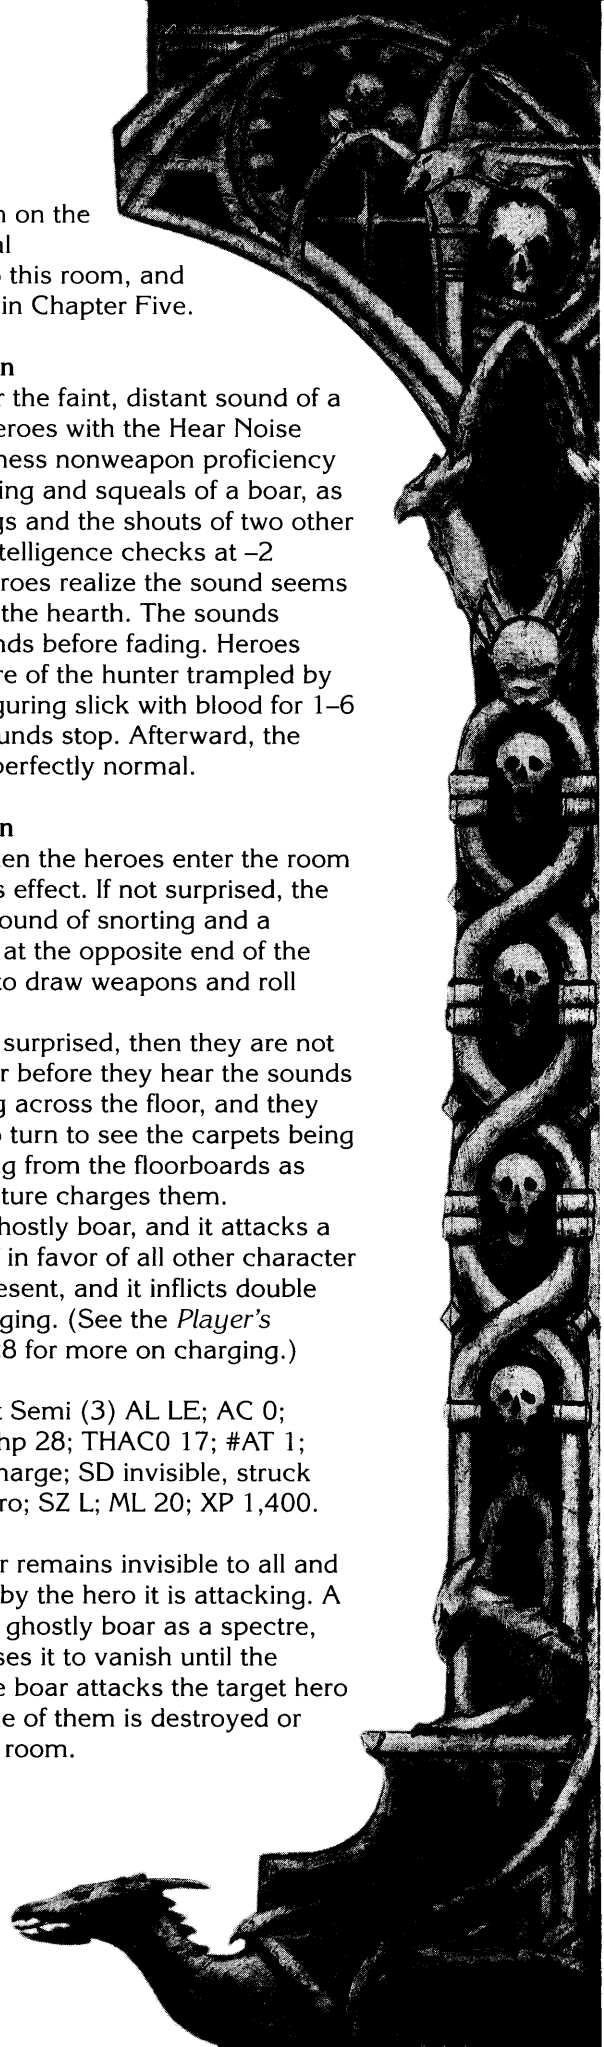 n on the
al
this room, and
in Chapter Five.
n
r the faint, distant sound of a
eroes with the Hear Noise
ness nonweapon proficiency
ing and squeals of a boar, as
gs and the shouts of two other
telligence checks at –2
roes realize the sound seems
the hearth. The sounds
nds before fading. Heroes
re of the hunter trampled by
guring slick with blood for 1–6
unds stop. Afterward, the
perfectly normal.
n
en the heroes enter the room
s effect. If not surprised, the
ound of snorting and a
at the opposite end of the
to draw weapons and roll
surprised, then they are not
r before they hear the sounds
g across the floor, and they
o turn to see the carpets being
g from the floorboards as
ture charges them.
hostly boar, and it attacks a
in favor of all other character
esent, and it inflicts double
ging. (See the Player's
8 for more on charging.)
t Semi (3) AL LE; AC 0;
hp 28; THAC0 17; #AT 1;
harge; SD invisible, struck
ro; SZ L; ML 20; XP 1,400.
r remains invisible to all and
by the hero it is attacking. A
ghostly boar as a spectre,
ses it to vanish until the
e boar attacks the target hero
e of them is destroyed or
room.